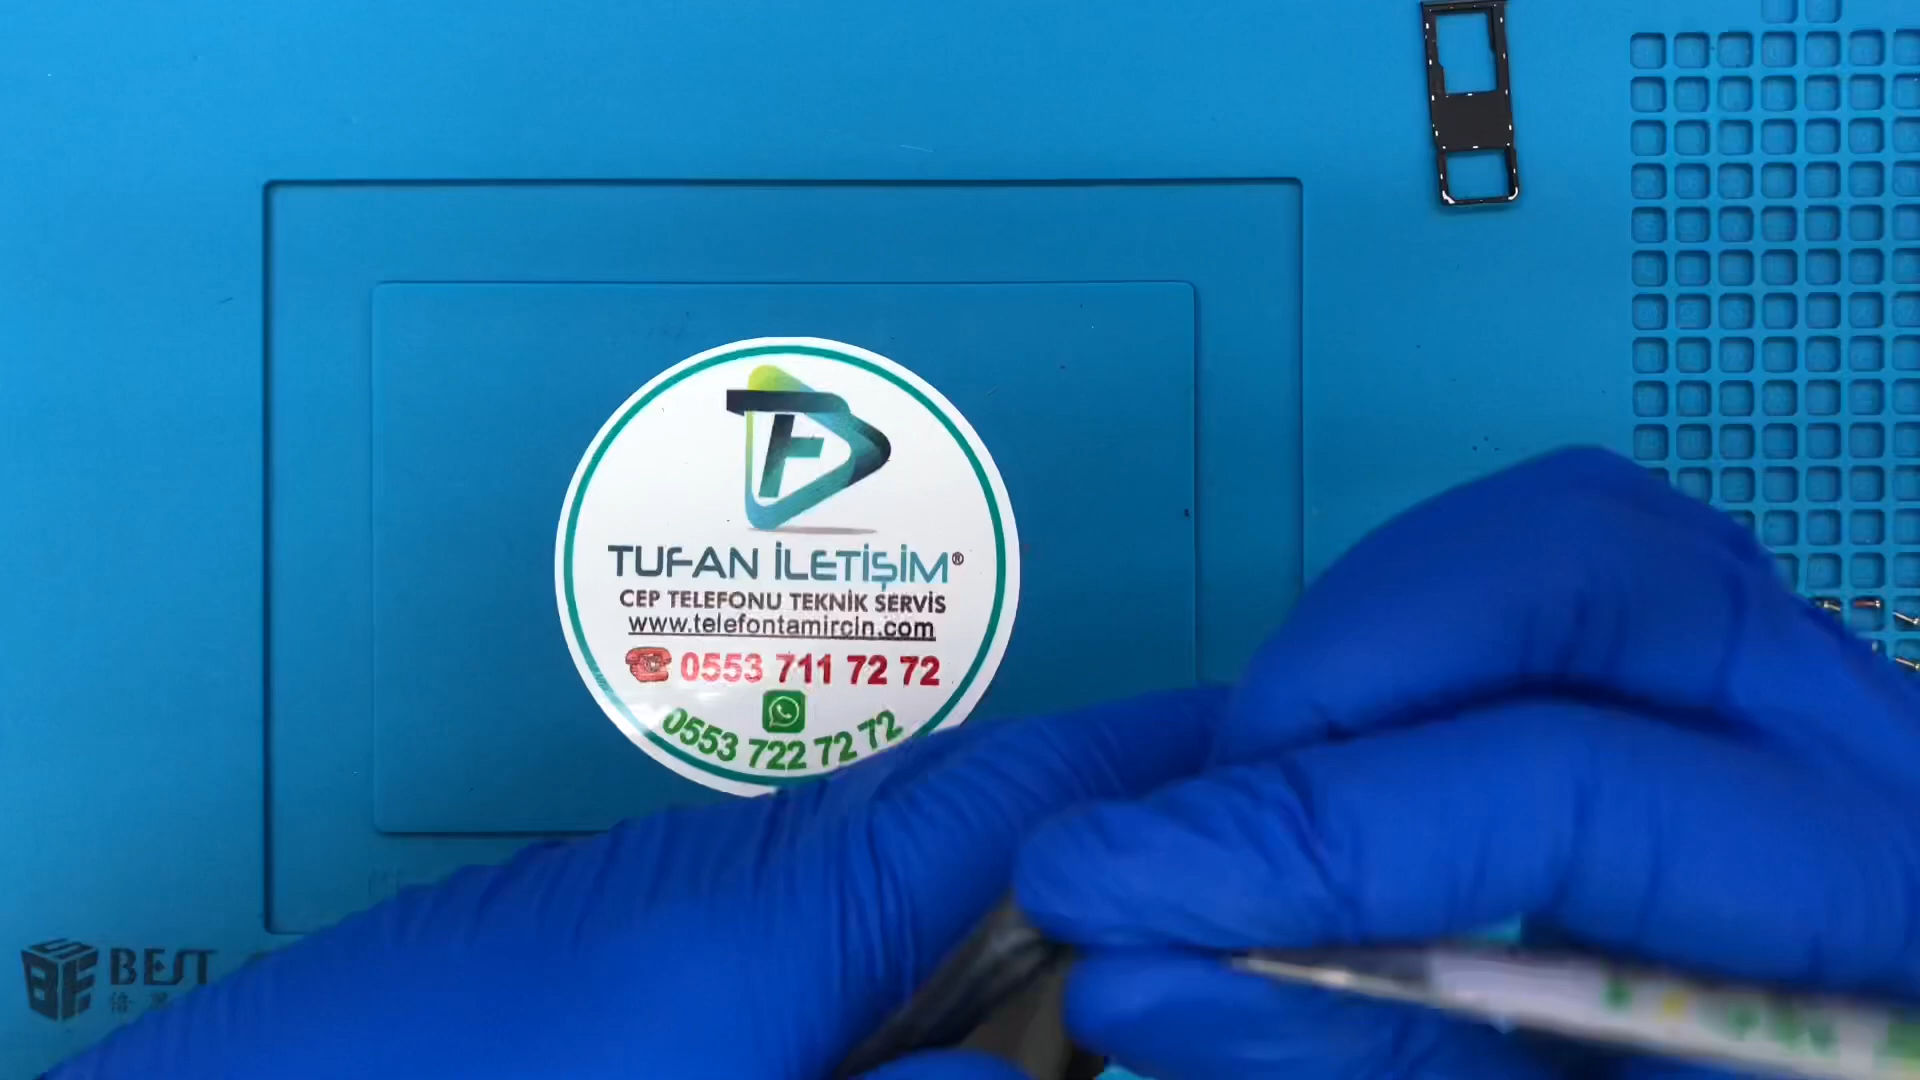 TUFAN İLETİŞİM®
CEP TELEFONU TEKNİK SERVİS
www.telefontamircin.com
0553 711 72 72
0553 722 72 72
BEST